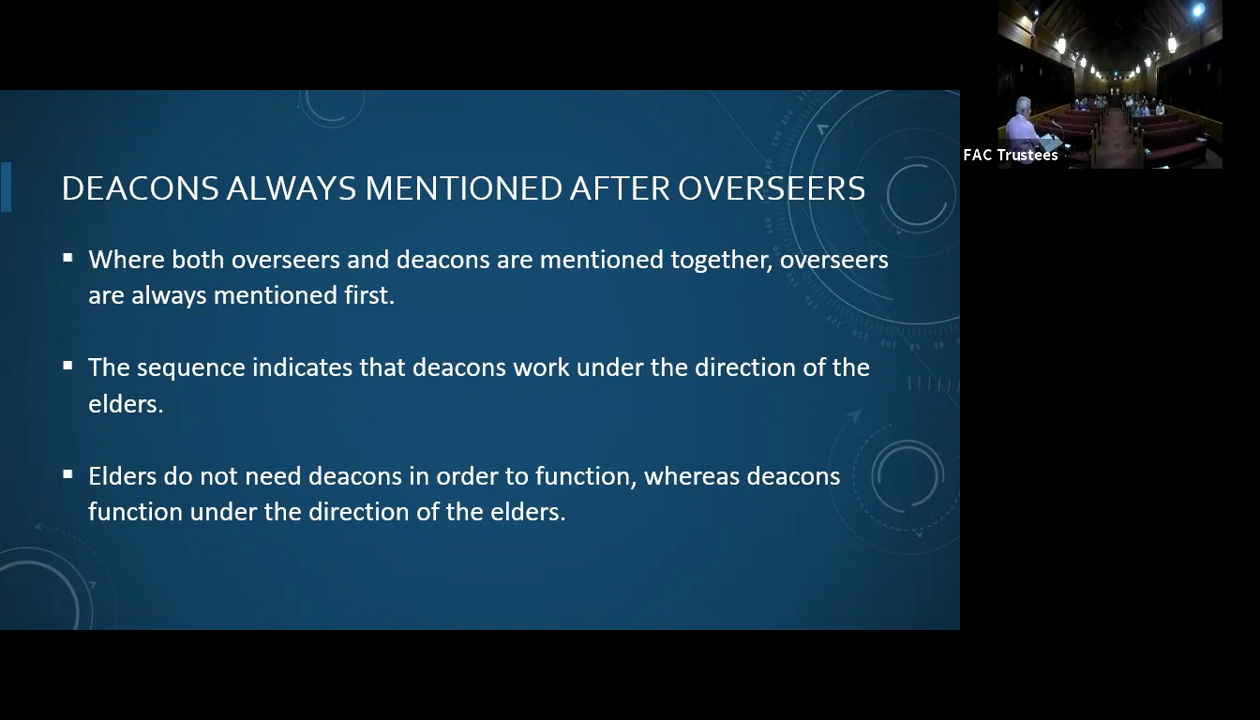 DEACONS ALWAYS MENTIONED AFTER OVERSEERS
▪ Where both overseers and deacons are mentioned together, overseers
are always mentioned first.
▪ The sequence indicates that deacons work under the direction of the
elders.
▪ Elders do not need deacons in order to function, whereas deacons
function under the direction of the elders.
FAC Trustees